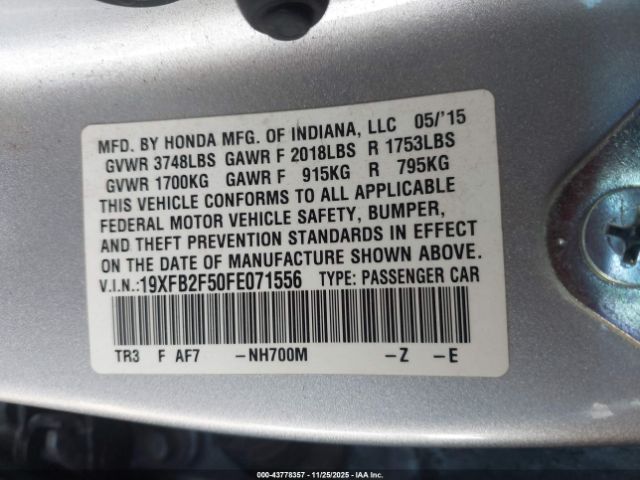 MFD. BY HONDA MFG. OF INDIANA, LLC 05/'15
GVWR 3748LBS GAWR F 2018LBS R 1753LBS
GVWR 1700KG GAWR F 915KG R 795KG
THIS VEHICLE CONFORMS TO ALL APPLICABLE
FEDERAL MOTOR VEHICLE SAFETY, BUMPER,
AND THEFT PREVENTION STANDARDS IN EFFECT
ON THE DATE OF MANUFACTURE SHOWN ABOVE.
V.I.N.:19XFB2F50FE071556 TYPE: PASSENGER CAR
TR3 F AF7 -NH700M -Z -E
000-43778357 - 11/25/2025 - IAA Inc.